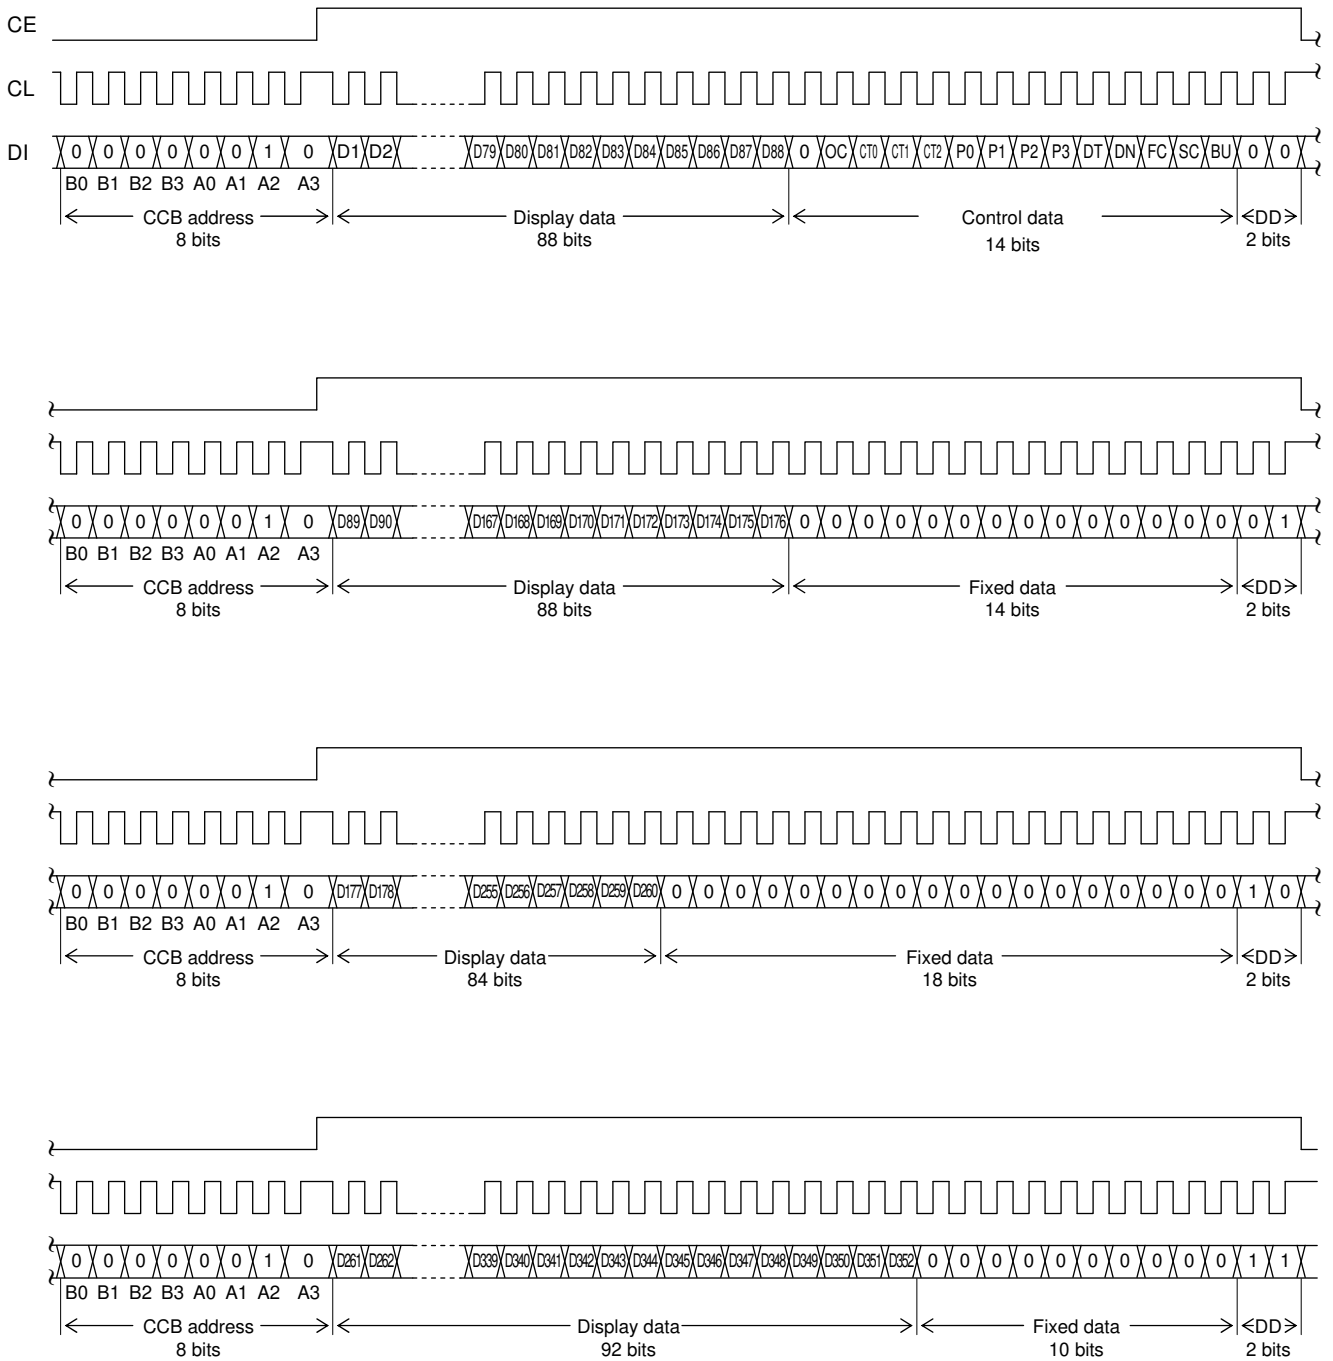 CE
CL
DI 0 0 0 0 0 0 1 0 D1 D2 D79 D80 D81 D82 D83 D84 D85 D86 D87 D88 0 OC CT0 CT1 CT2 P0 P1 P2 P3 DT DN FC SC BU 0 0
B0 B1 B2 B3 A0 A1 A2 A3
CCB address Display data Control data DD
8 bits 88 bits 14 bits 2 bits
0 0 0 0 0 0 1 0 D89 D90 D167 D168 D169 D170 D171 D172 D173 D174 D175 D176 0 0 0 0 0 0 0 0 0 0 0 0 0 0 0 1
B0 B1 B2 B3 A0 A1 A2 A3
CCB address Display data Fixed data DD
8 bits 88 bits 14 bits 2 bits
0 0 0 0 0 0 1 0 D177 D178 D255 D256 D257 D258 D259 D260 0 0 0 0 0 0 0 0 0 0 0 0 0 0 0 0 0 0 1 0
B0 B1 B2 B3 A0 A1 A2 A3
CCB address Display data Fixed data DD
8 bits 84 bits 18 bits 2 bits
0 0 0 0 0 0 1 0 D261 D262 D339 D340 D341 D342 D343 D344 D345 D346 D347 D348 D349 D350 D351 D352 0 0 0 0 0 0 0 0 0 0 1 1
B0 B1 B2 B3 A0 A1 A2 A3
CCB address Display data Fixed data DD
8 bits 92 bits 10 bits 2 bits